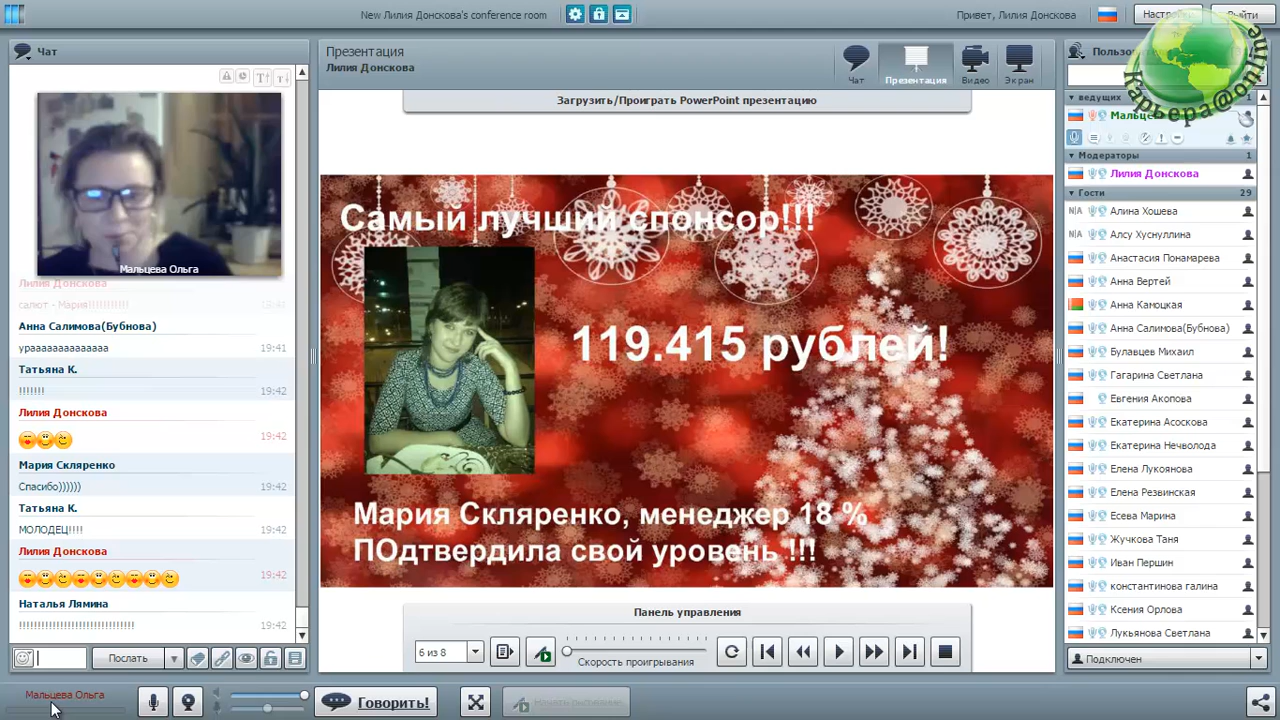 New Лилия Донскова's conference room
Привет, Лилия Донскова
Настройки
Выйти
Чат
Мальцева Ольга
Лилия Донскова
салют - Мария!!!!!!!!!!!
19:41
Анна Салимова(Бубнова)
ураааааааааааааа
19:41
Татьяна К.
!!!!!!!
19:42
Лилия Донскова
19:42
Мария Скляренко
Спасибо))))))
19:42
Татьяна К.
МОЛОДЕЦ!!!!
19:42
Лилия Донскова
19:42
Наталья Лямина
!!!!!!!!!!!!!!!!!!!!!!!!!!!!!!!!
19:42
Послать
Мальцева Ольга
Презентация
Лилия Донскова
Чат
Презентация
Видео
Экран
Загрузить/Проиграть PowerPoint презентацию
Самый лучший спонсор!!!
119.415 рублей!
Мария Скляренко, менеджер 18 %
ПОдтвердила свой уровень !!!
Панель управления
6 из 8
Скорость проигрывания
Говорить!
карьера@online
ведущих
1
Модераторы
1
Лилия Донскова
Гости
29
N/A
Алина Хошева
N/A
Алсу Хуснуллина
Анастасия Понамарева
Анна Вертей
Анна Камоцкая
Анна Салимова(Бубнова)
Булавцев Михаил
Гагарина Светлана
Евгения Акопова
Екатерина Асоскова
Екатерина Нечволода
Елена Лукоянова
Елена Резвинская
Есева Марина
Жучкова Таня
Иван Першин
константинова галина
Ксения Орлова
Лукьянова Светлана
Подключен